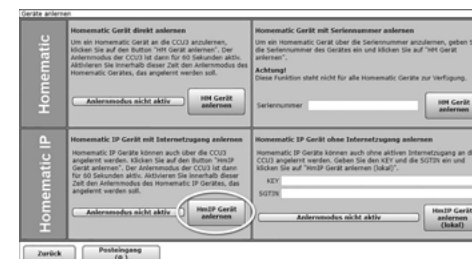 Geräte anlernen
Homematic
Homematic Gerät direkt anlernen
Um ein Homematic Gerät an die CCU3 anzulernen,
klicken Sie auf den Button "HM Gerät anlernen". Der
Anlernmodus der CCU3 ist dann für 60 Sekunden aktiv.
Aktivieren Sie innerhalb dieser Zeit den Anlernmodus des
Homematic Gerätes, das angelernt werden soll.
Anlernmodus nicht aktiv
HM Gerät
anlernen
Homematic Gerät mit Seriennummer anlernen
Um ein Homematic Gerät über die Seriennummer anzulernen, geben S
die Seriennummer des Gerätes ein und klicken Sie auf "HM Gerät
anlernen".
Achtung!
Diese Funktion steht nicht für alle Homematic Geräte zur Verfügung.
Seriennummer
HM Gerät
anlernen
Homematic IP
Homematic IP Gerät mit Internetzugang anlernen
Homematic IP Geräte können auch über die CCU3
angelernt werden. Klicken Sie auf den Button "HmIP
Gerät anlernen". Der Anlernmodus der CCU3 ist dann
für 60 Sekunden aktiv. Aktivieren Sie innerhalb dieser
Zeit den Anlernmodus des Homematic IP Gerätes, das
angelernt werden soll.
Anlernmodus nicht aktiv
HmIP Gerät
anlernen
Homematic IP Gerät ohne Internetzugang anlernen
Homematic IP Geräte können auch ohne aktiven Internetzugang an di
CCU3 angelernt werden. Geben Sie den KEY und die SGTIN ein und
klicken Sie auf "HmIP Gerät anlernen (lokal)".
KEY
SGTIN
Anlernmodus nicht aktiv
HmIP Gerät
anlernen
(lokal)
Zurück
Posteingang